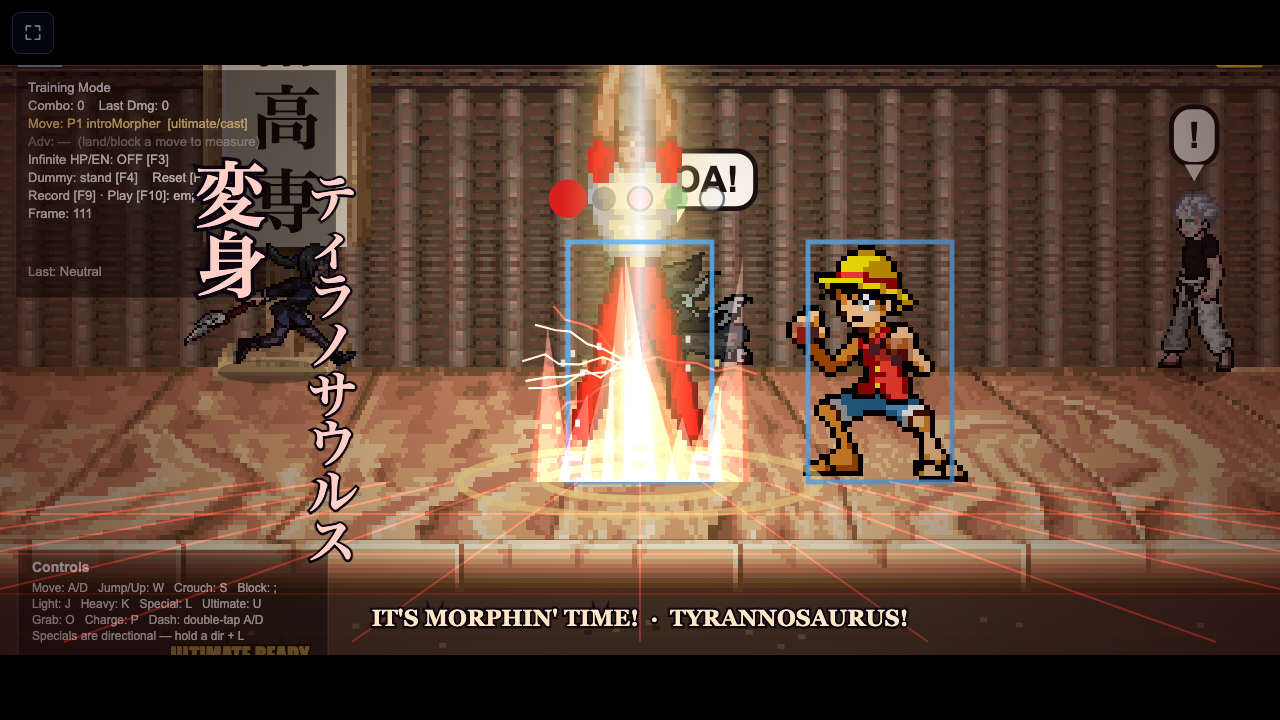 Training Mode
Combo: 0 Last Dmg: 0
Move: P1 introMorpher [ultimate/cast]
Adv: — (land/block a move to measure)
Infinite HP/EN: OFF [F3]
Dummy: stand [F4] Reset
Record [F9] · Play [F10]:
Frame: 111
Last: Neutral
高専
変身
ティラノサウルス
OA!
!
Controls
Move: A/D Jump/Up: W Crouch: S Block: ;
Light: J Heavy: K Special: L Ultimate: U
Grab: O Charge: P Dash: double-tap A/D
Specials are directional — hold a dir + L
ULTIMATE READY
IT'S MORPHIN' TIME! · TYRANNOSAURUS!